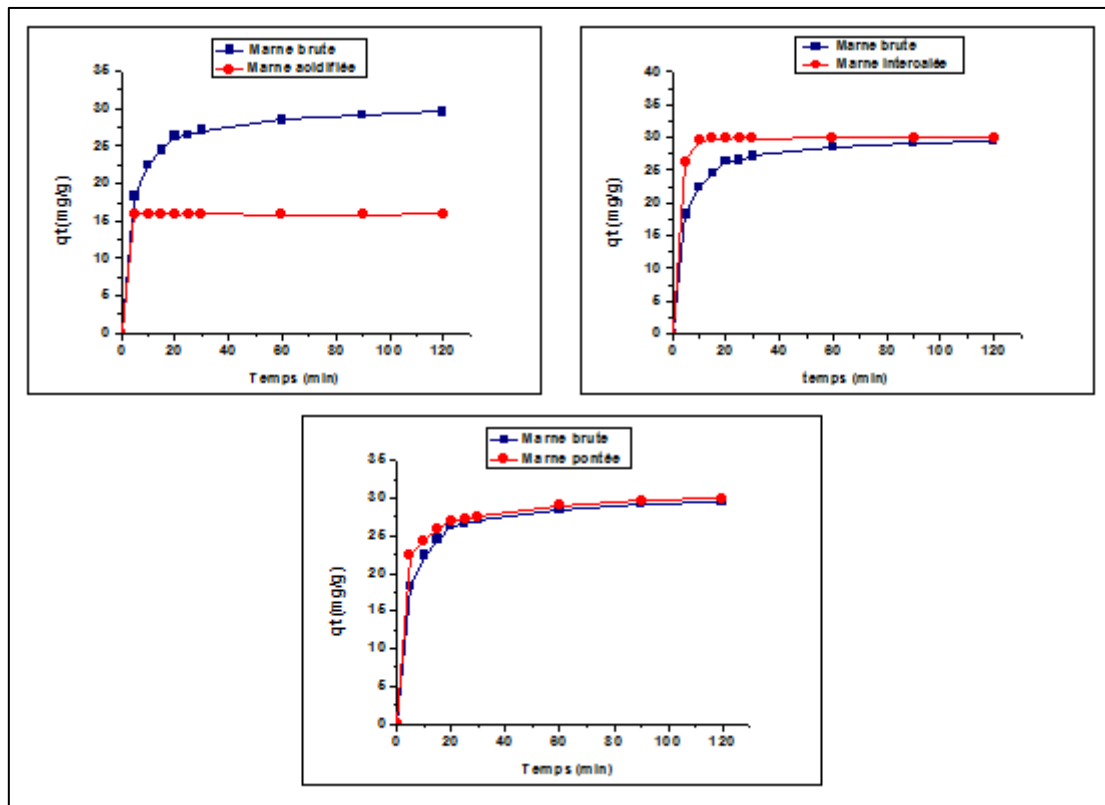 Marne brute
Marne acidifiée
35
30
25
20
15
10
5
0
qt(mg/g)
0 20 40 60 80 100 120
Temps (min)
Marne brute
Marne intercalée
40
35
30
25
20
15
10
5
0
qt(mg/g)
0 20 40 60 80 100 120
temps (min)
Marne brute
Marne pontée
35
30
25
20
15
10
5
0
qt(mg/g)
0 20 40 60 80 100 120
Temps (min)